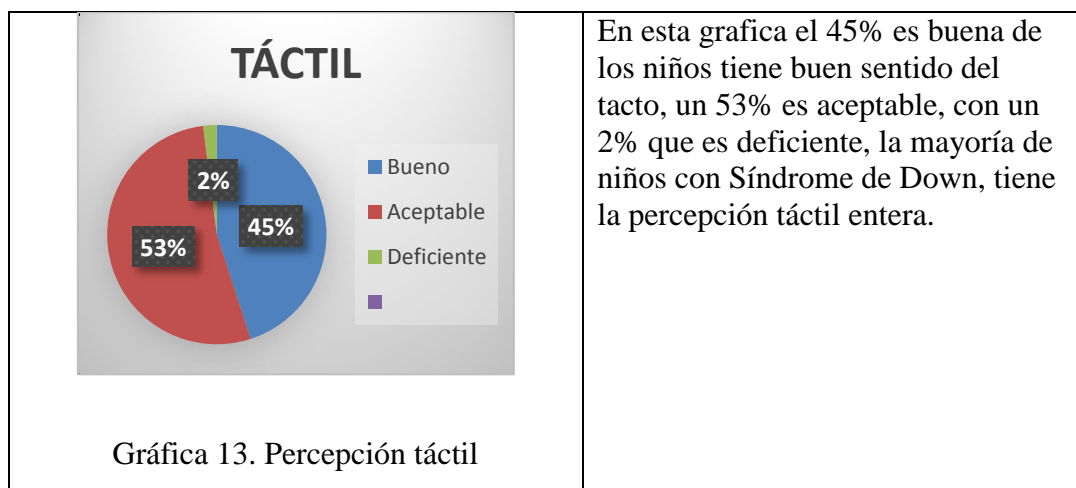 TÁCTIL
2%
45%
53%
Bueno
Aceptable
Deficiente
Gráfica 13. Percepción táctil
En esta grafica el 45% es buena de
los niños tiene buen sentido del
tacto, un 53% es aceptable, con un
2% que es deficiente, la mayoría de
niños con Síndrome de Down, tiene
la percepción táctil entera.